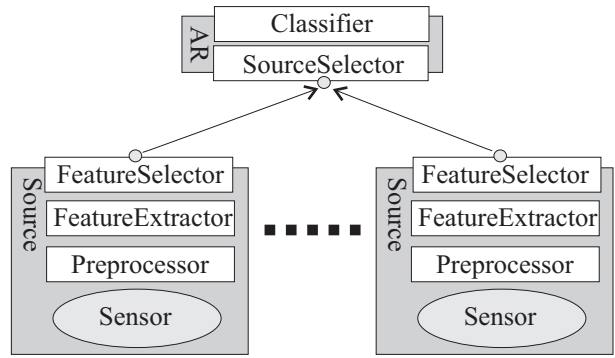 Classifier
AR
SourceSelector
FeatureSelector
Source
FeatureExtractor
Preprocessor
Sensor
FeatureSelector
Source
FeatureExtractor
Preprocessor
Sensor